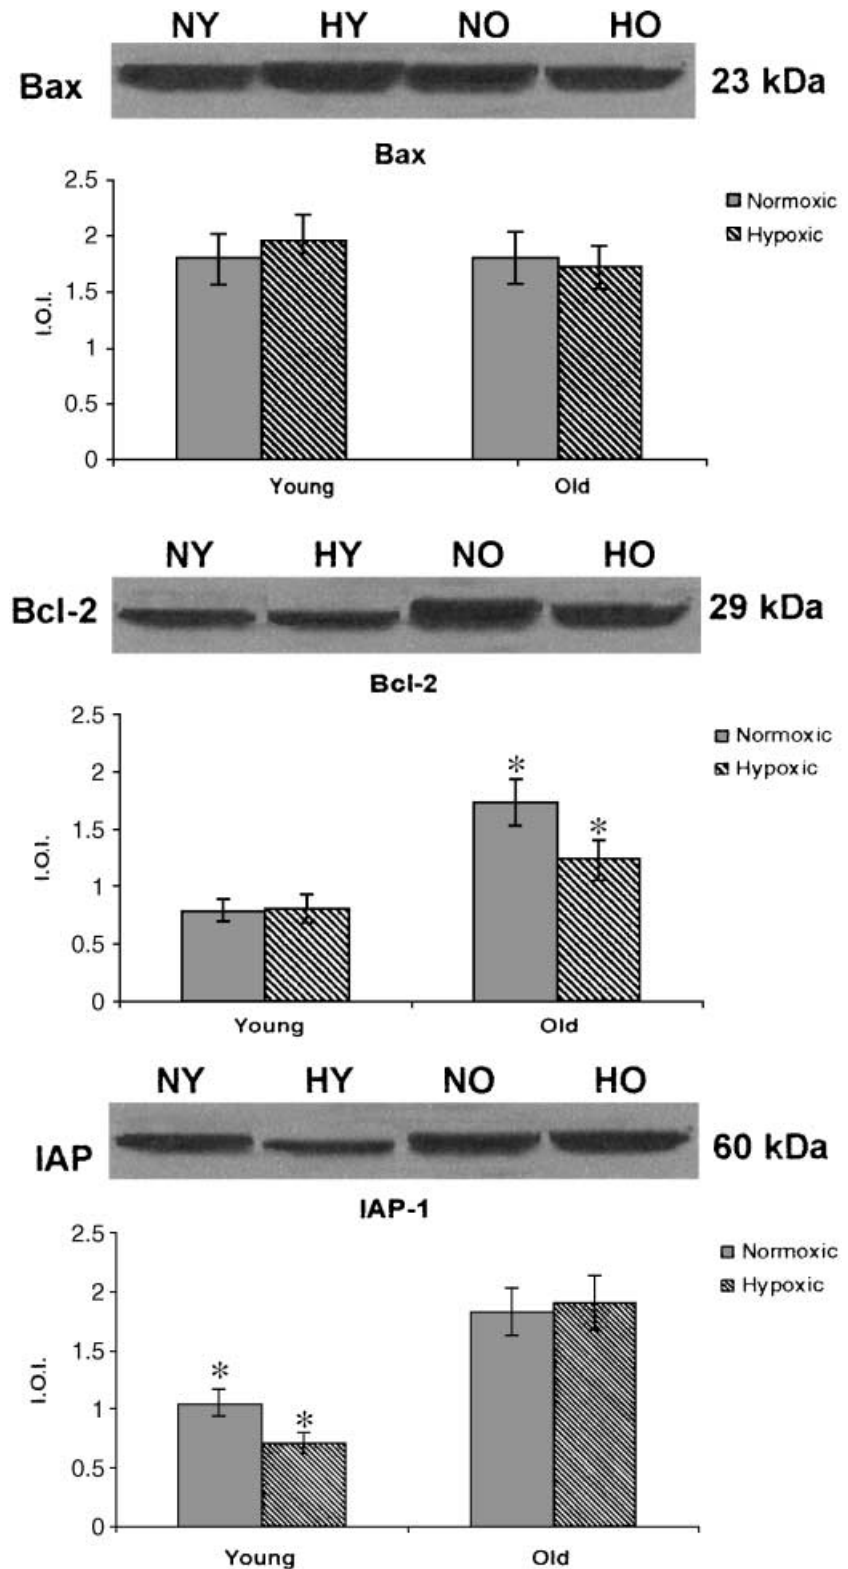 NY HY NO HO
Bax 23 kDa
Bax
2.5
2
1.5
1
0.5
0
I.O.I.
Normoxic
Hypoxic
Young Old
NY HY NO HO
Bcl-2 29 kDa
Bcl-2
2.5
2
1.5
1
0.5
0
I.O.I.
Normoxic
Hypoxic
*
*
Young Old
NY HY NO HO
IAP 60 kDa
IAP-1
2.5
2
1.5
1
0.5
0
I.O.I.
Normoxic
Hypoxic
*
*
Young Old